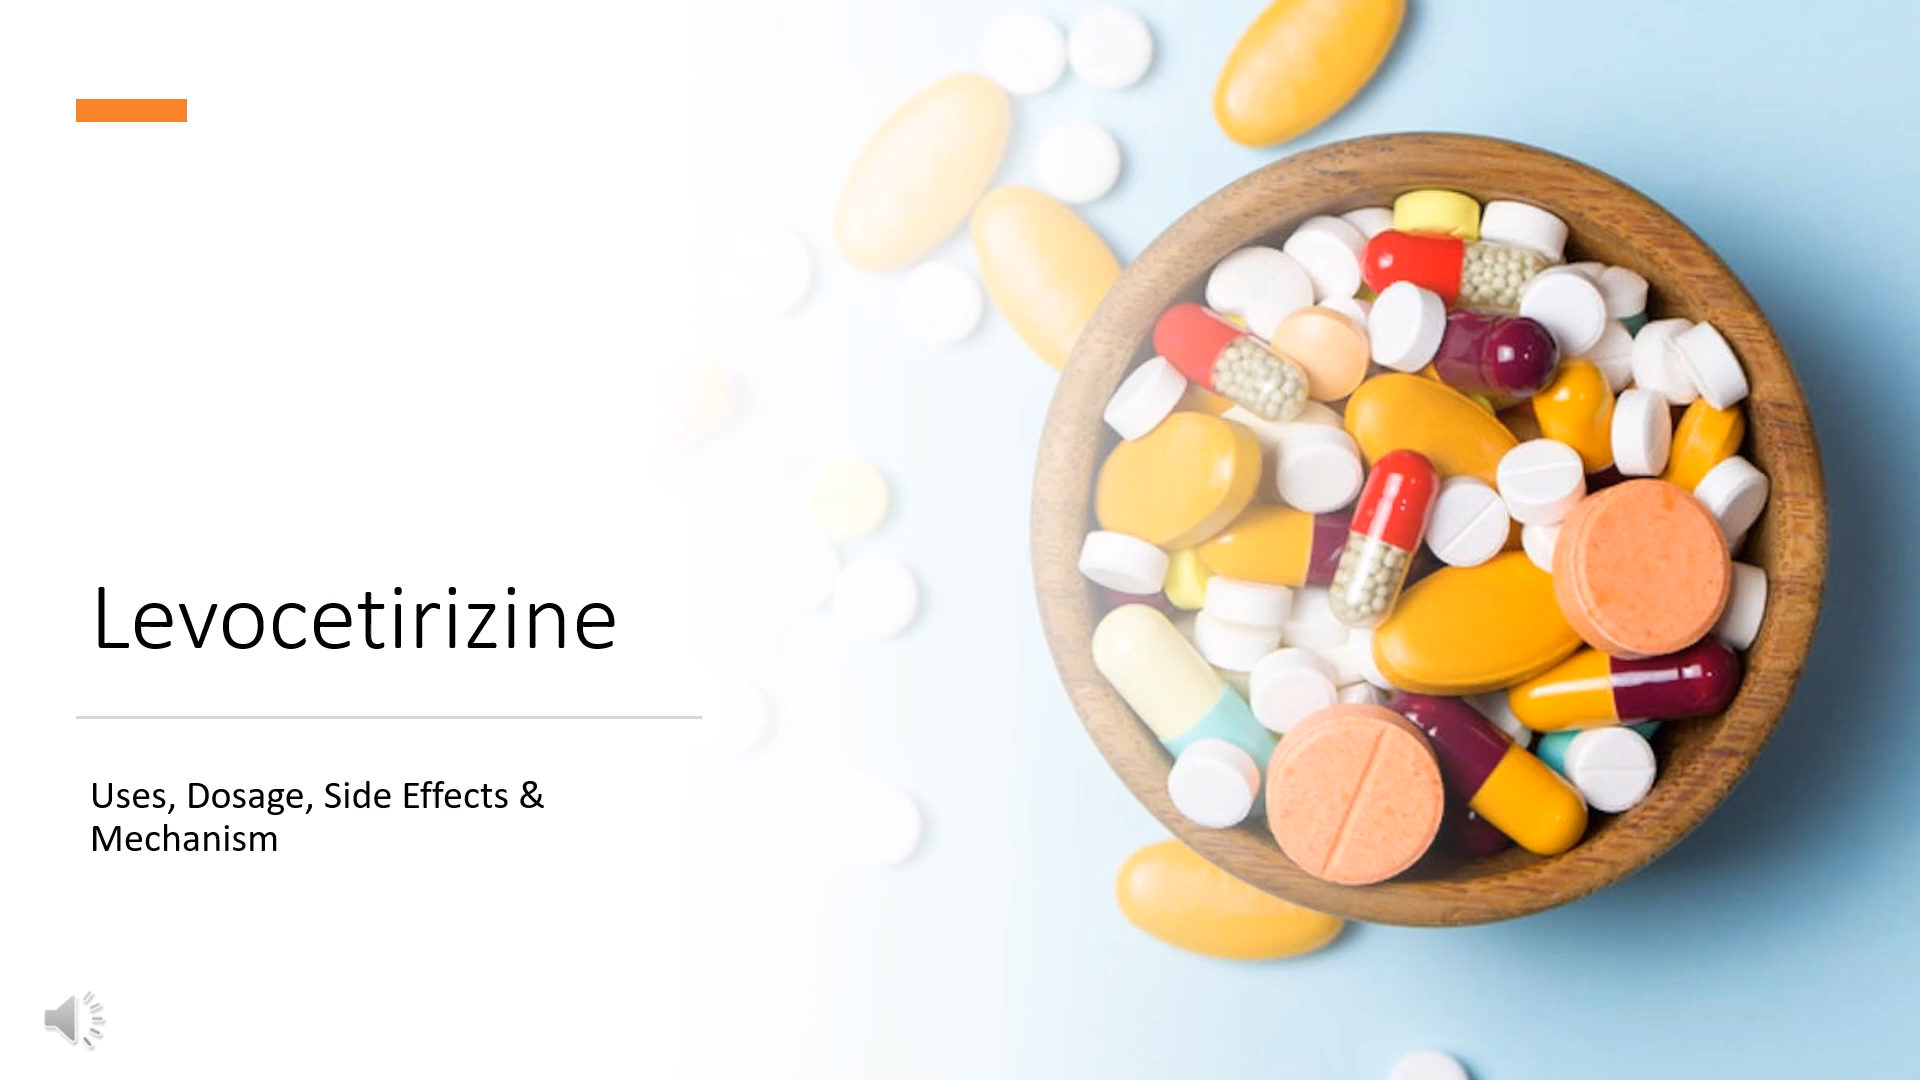 Levocetirizine
Uses, Dosage, Side Effects &
Mechanism